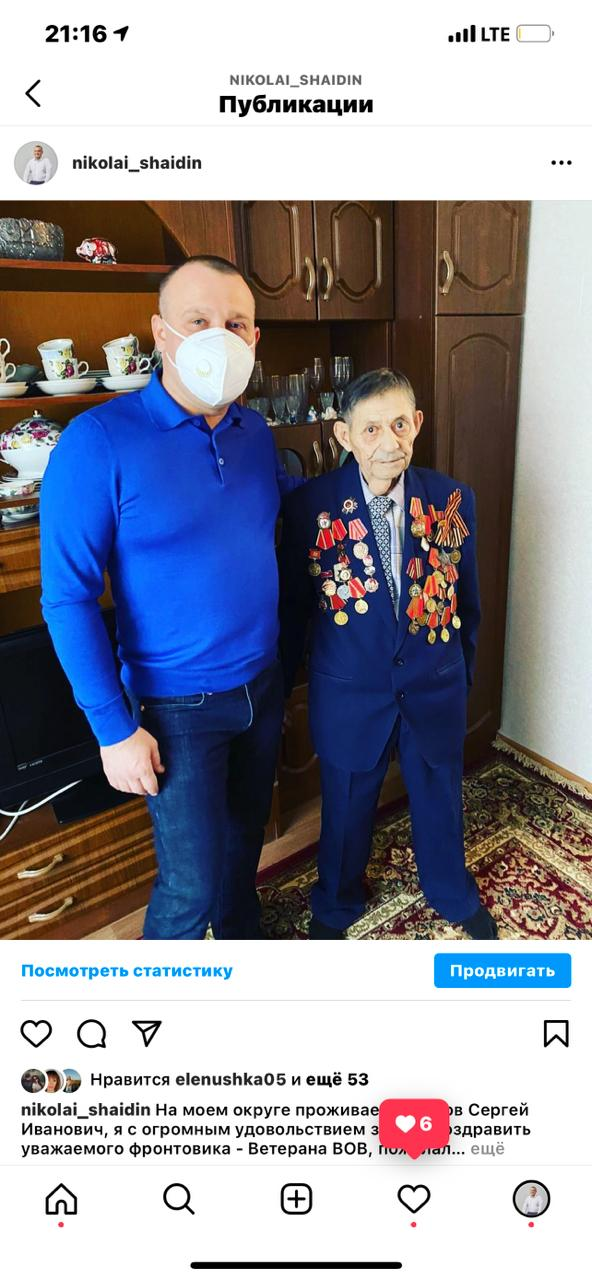 21:16
LTE
NIKOLAI_SHAIDIN
Публикации
nikolai_shaidin
Посмотреть статистику
Продвигать
Нравится elenushka05 и ещё 53
6
nikolai_shaidin На моем округе Сергей
Иванович, я с огромным удовольствием
уважаемого фронтовика - Ветерана ВОВ, ... ещё